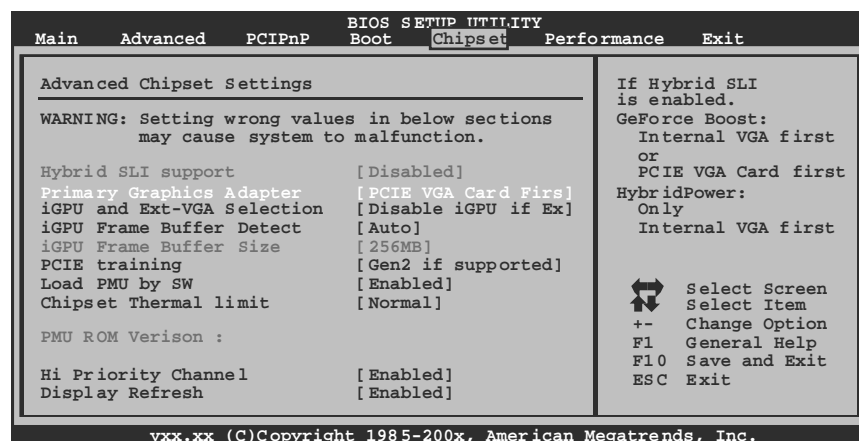 BIOS SETUP UTILITY
Main Advanced PCIPnP Boot Chipset Performance Exit
Advanced Chipset Settings
WARNING: Setting wrong values in below sections
may cause system to malfunction.
Hybrid SLI support [Disabled]
Primary Graphics Adapter [PCIE VGA Card Firs]
iGPU and Ext-VGA Selection [Disable iGPU if Ex]
iGPU Frame Buffer Detect [Auto]
iGPU Frame Buffer Size [256MB]
PCIE training [Gen2 if supported]
Load PMU by SW [Enabled]
Chipset Thermal limit [Normal]
PMU ROM Verison :
Hi Priority Channel [Enabled]
Display Refresh [Enabled]
If Hybrid SLI
is enabled.
GeForce Boost:
Internal VGA first
or
PCIE VGA Card first
HybridPower:
Only
Internal VGA first
Select Screen
Select Item
+- Change Option
F1 General Help
F10 Save and Exit
ESC Exit
vxx.xx (C)Copyright 1985-200x, American Megatrends, Inc.